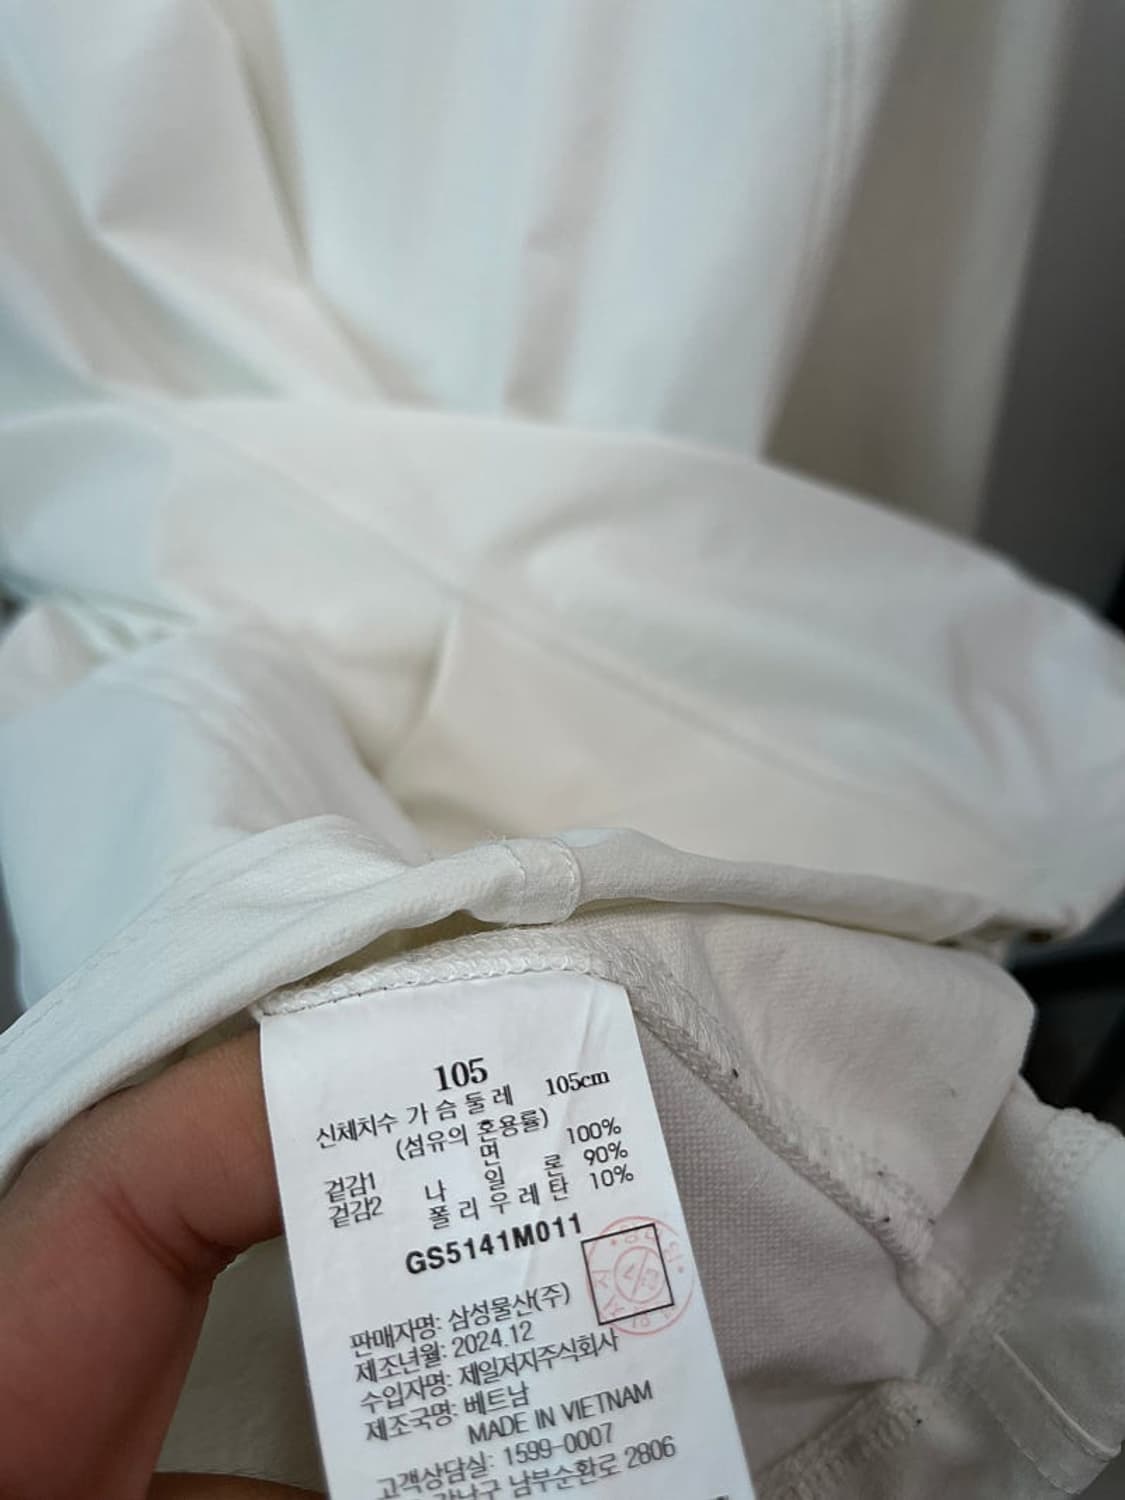 105
신체치수 가슴둘레 105cm
(섬유의 혼용률)
겉감1 면 100%
겉감2 나일론 90%
폴리우레탄 10%
GS5141M011
판매자명: 삼성물산(주)
제조년월: 2024.12
수입자명: 제일저지주식회사
제조국명: 베트남
MADE IN VIETNAM
고객상담실: 1599-0007
강남구 남부순환로 2806